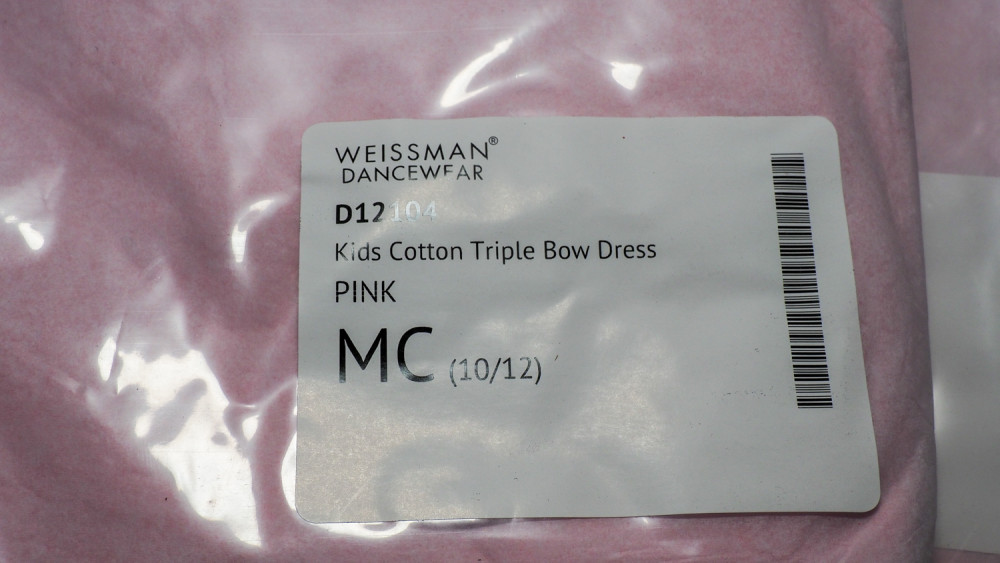 WEISSMAN®
DANCEWEAR
D12104
Kids Cotton Triple Bow Dress
PINK
MC (10/12)